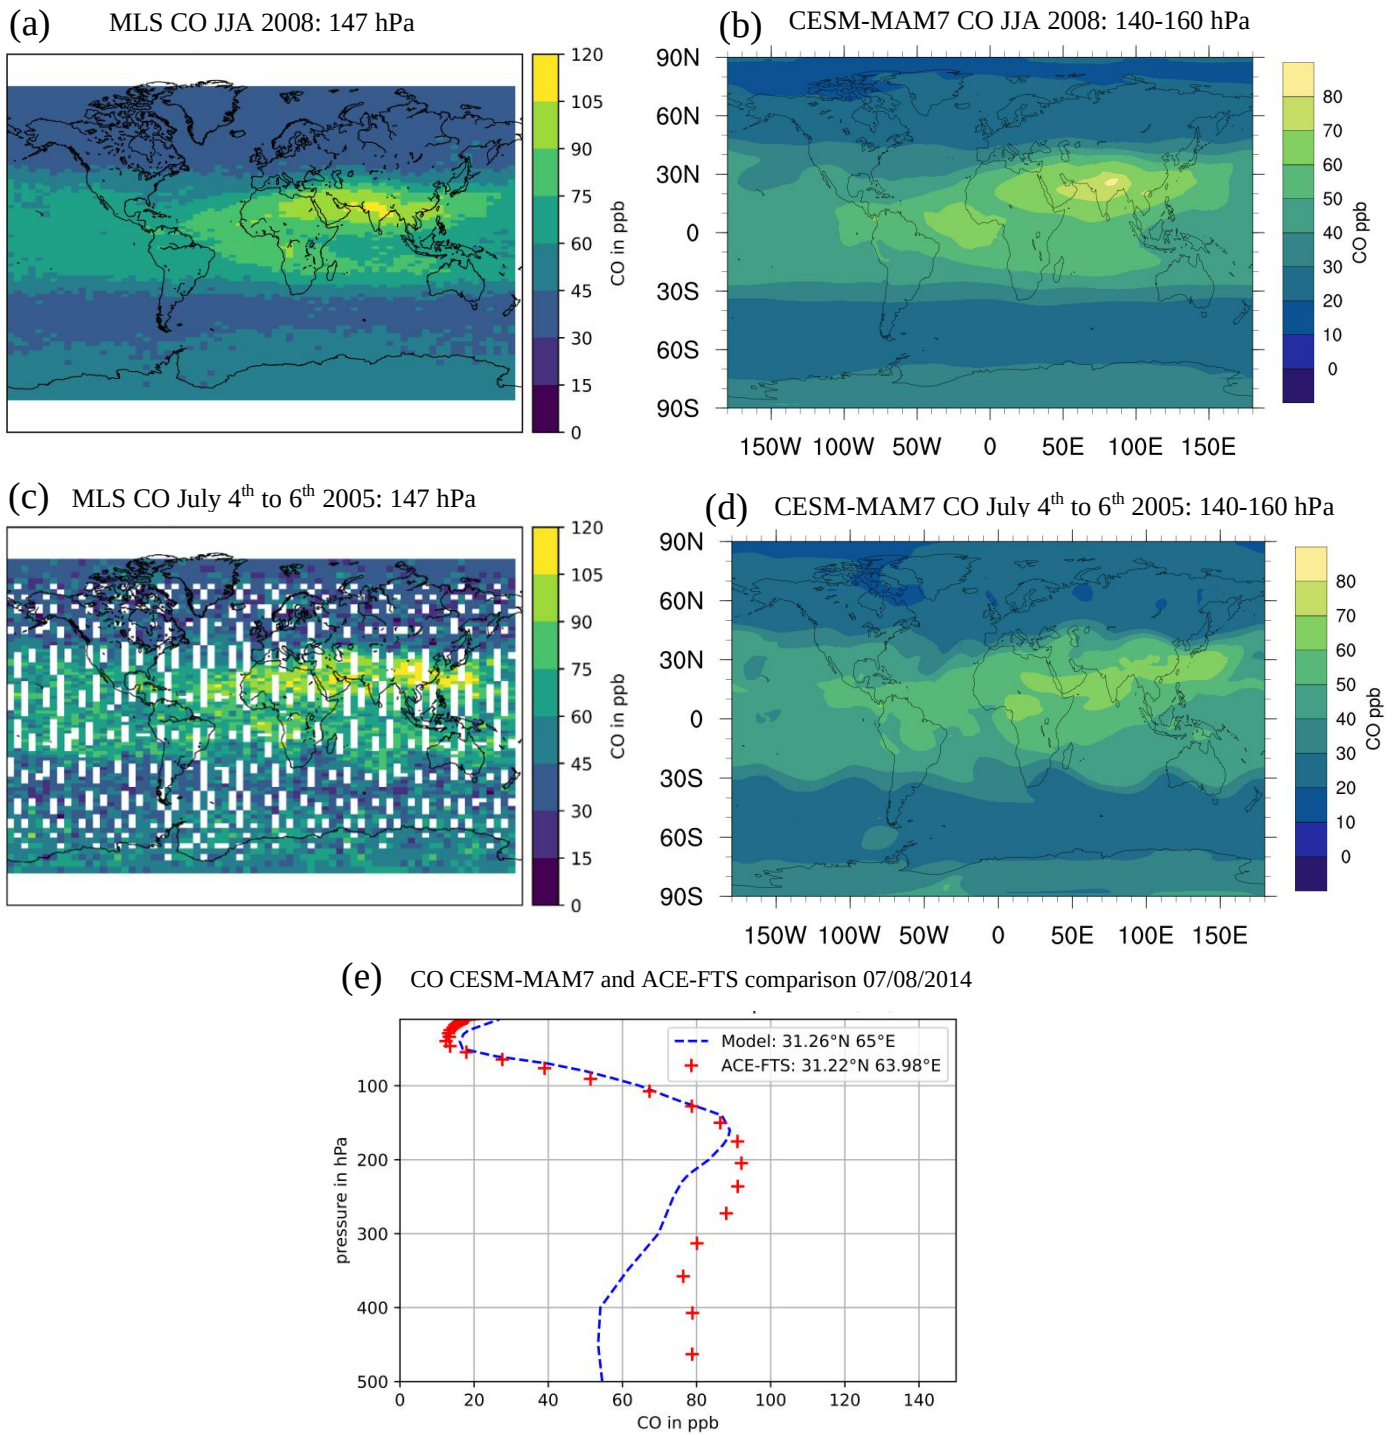 (a) MLS CO JJA 2008: 147 hPa
120
105
90
75
60
45
30
15
0
CO in ppb
(b) CESM-MAM7 CO JJA 2008: 140-160 hPa
90N
60N
30N
0
30S
60S
90S
150W 100W 50W 0 50E 100E 150E
80
70
60
50
40
30
20
10
0
CO ppb
(c) MLS CO July 4th to 6th 2005: 147 hPa
120
105
90
75
60
45
30
15
0
CO in ppb
(d) CESM-MAM7 CO July 4th to 6th 2005: 140-160 hPa
90N
60N
30N
0
30S
60S
90S
150W 100W 50W 0 50E 100E 150E
80
70
60
50
40
30
20
10
0
CO ppb
(e) CO CESM-MAM7 and ACE-FTS comparison 07/08/2014
Model: 31.26°N 65°E
ACE-FTS: 31.22°N 63.98°E
pressure in hPa
100
200
300
400
500
0 20 40 60 80 100 120 140
CO in ppb